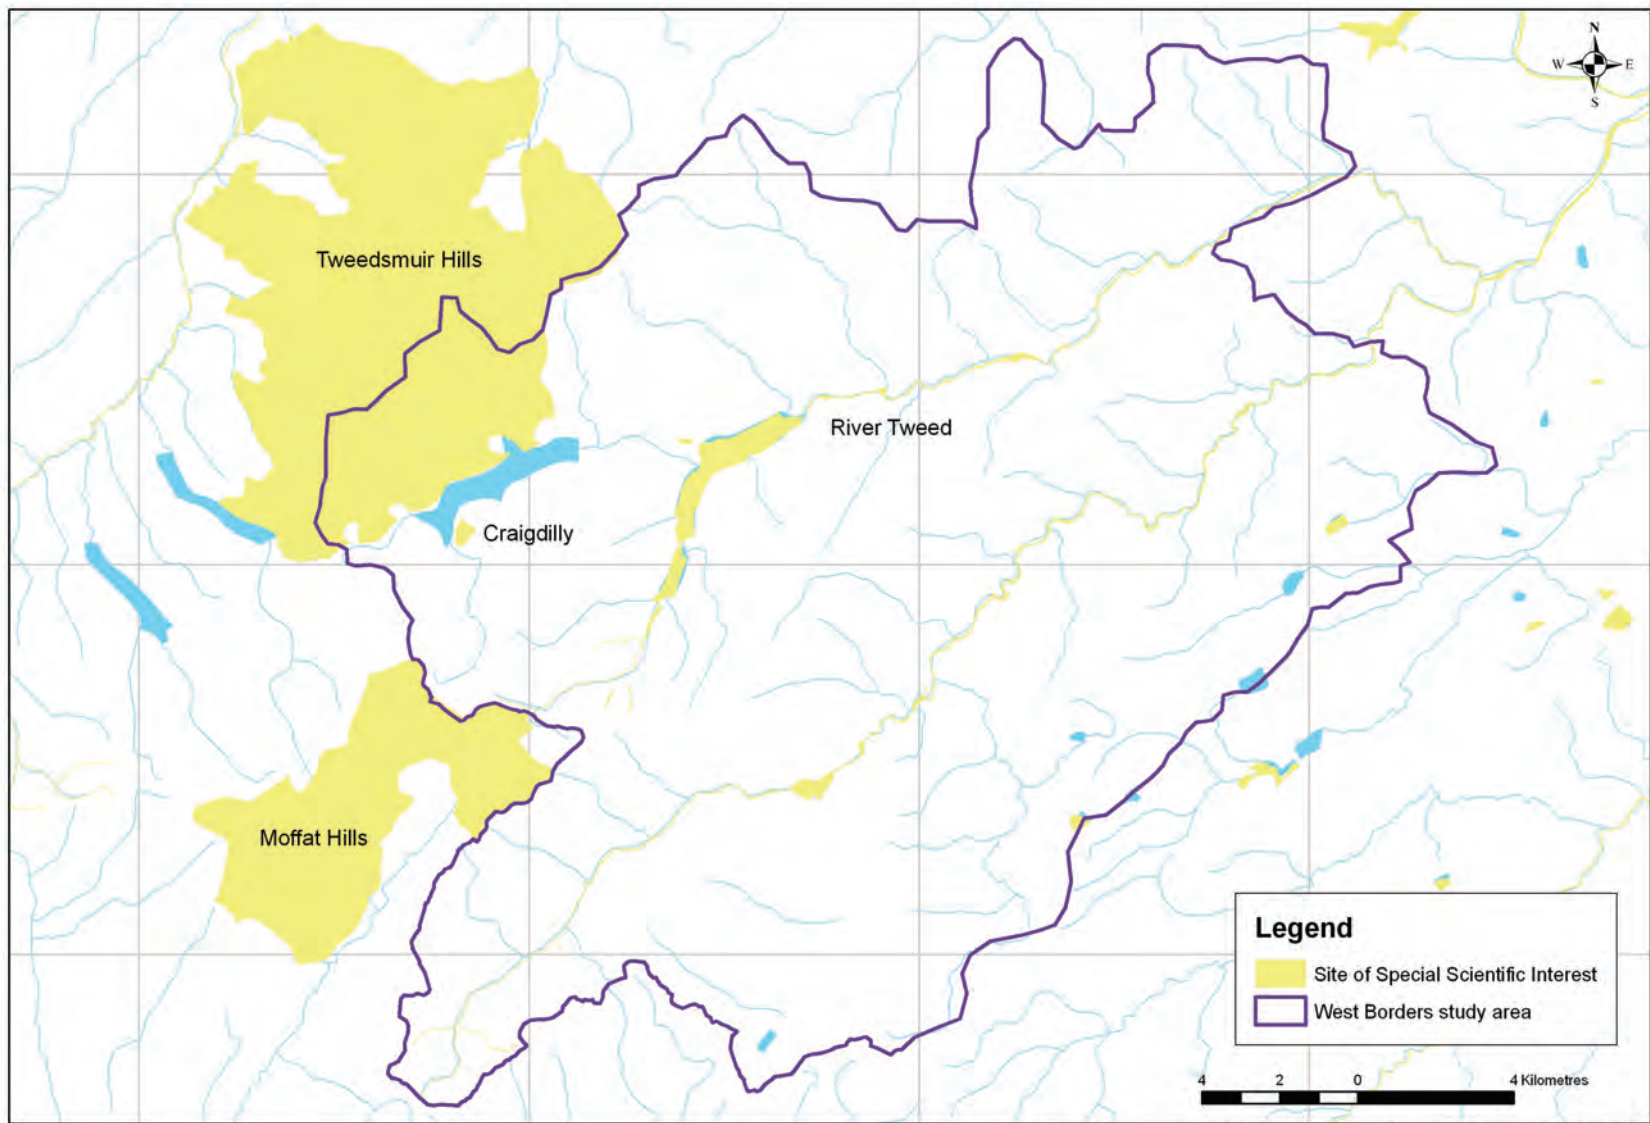 N
W E
S
Tweedsmuir Hills
River Tweed
Craigdilly
Moffat Hills
Legend
Site of Special Scientific Interest
West Borders study area
4 2 0 4 Kilometres